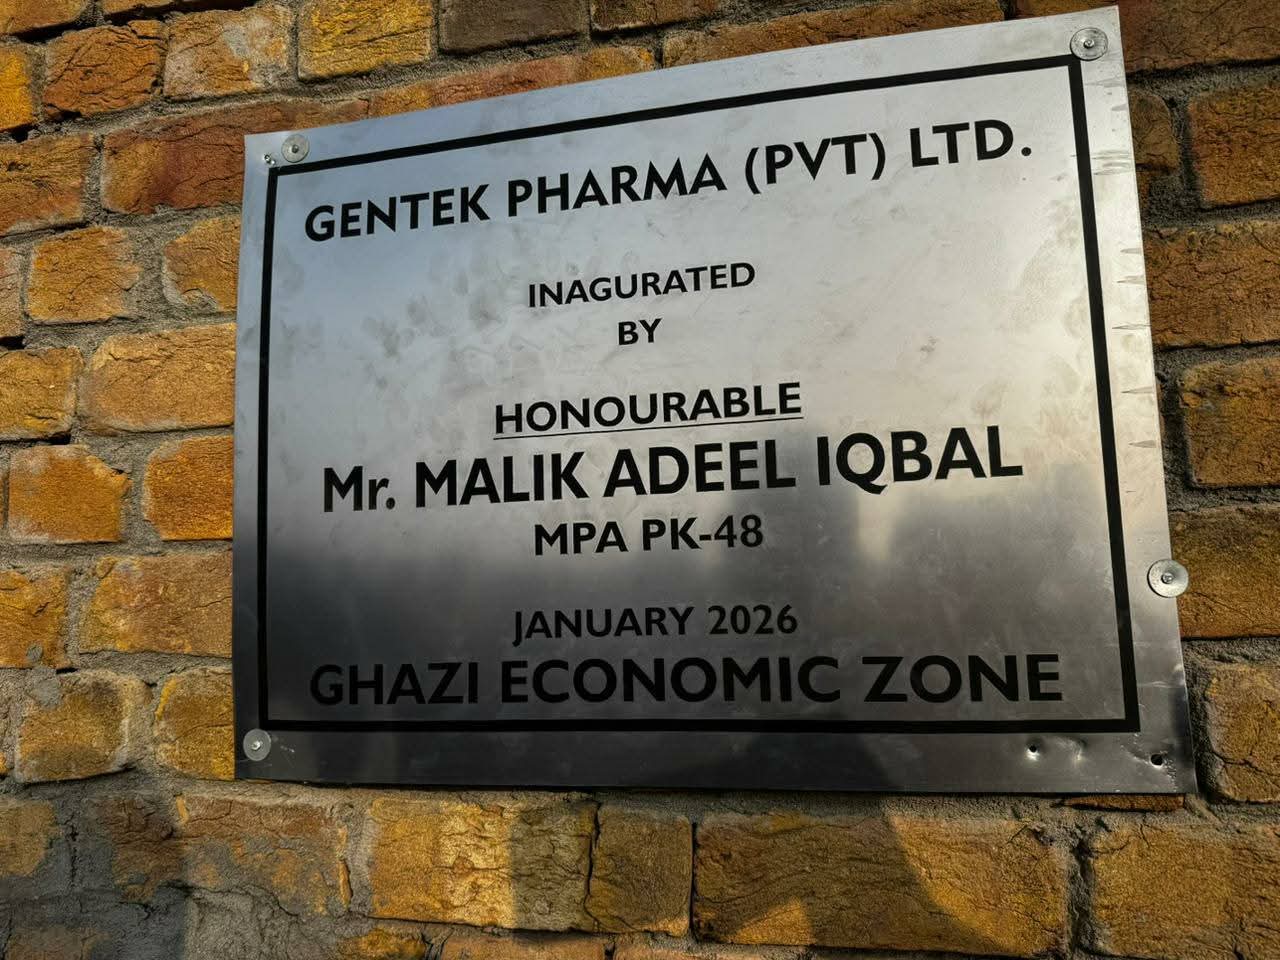 GENTEK PHARMA (PVT) LTD.
INAGURATED
BY
HONOURABLE
Mr. MALIK ADEEL IQBAL
MPA PK-48
JANUARY 2026
GHAZI ECONOMIC ZONE